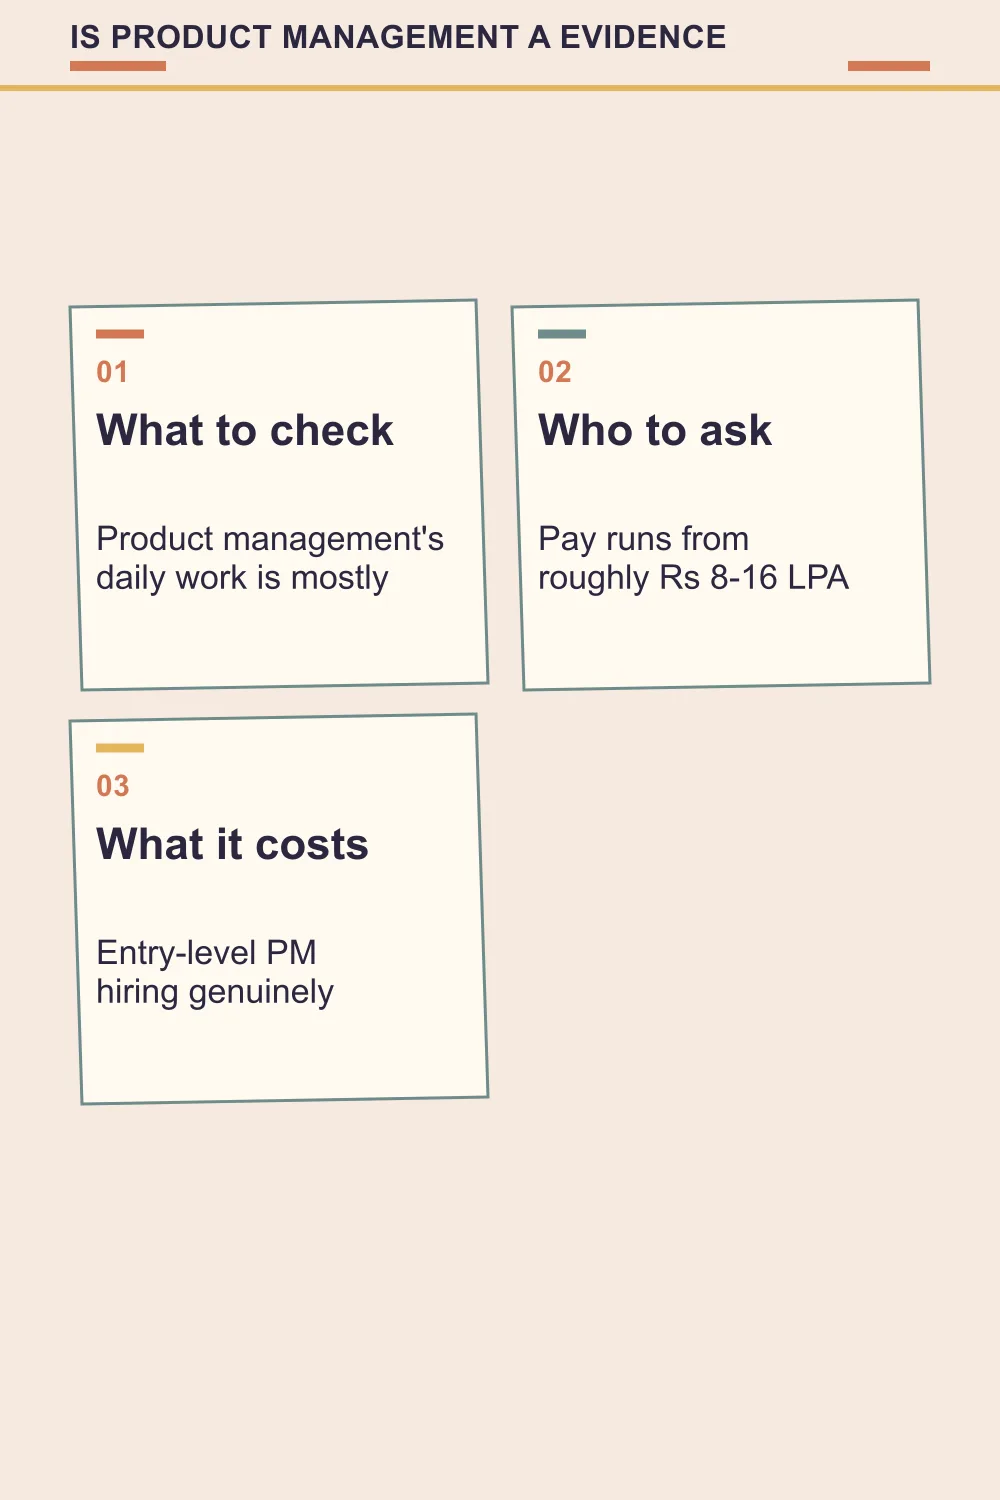 IS PRODUCT MANAGEMENT A EVIDENCE
01
What to check
Product management's
daily work is mostly
02
Who to ask
Pay runs from
roughly Rs 8-16 LPA
03
What it costs
Entry-level PM
hiring genuinely